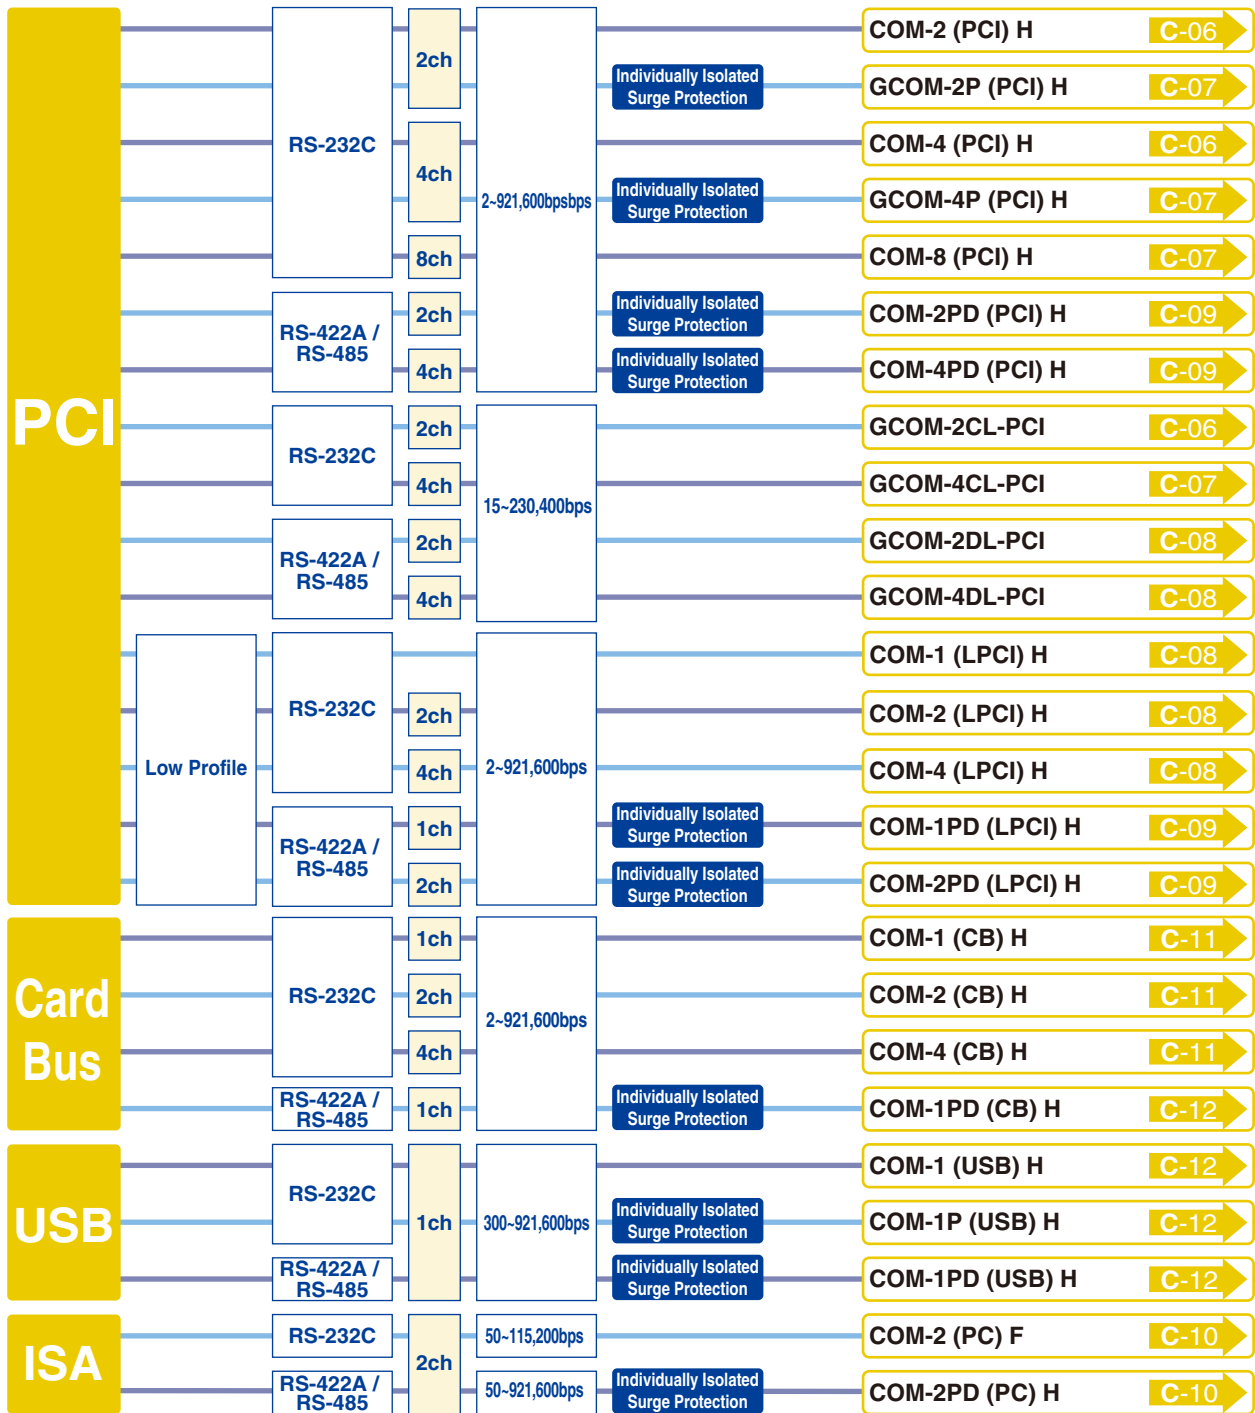 PCI
RS-232C
2ch
2~921,600bpsbps
COM-2 (PCI) H
C-06
Individually Isolated
Surge Protection
GCOM-2P (PCI) H
C-07
4ch
COM-4 (PCI) H
C-06
Individually Isolated
Surge Protection
GCOM-4P (PCI) H
C-07
8ch
COM-8 (PCI) H
C-07
RS-422A /
RS-485
2ch
Individually Isolated
Surge Protection
COM-2PD (PCI) H
C-09
4ch
Individually Isolated
Surge Protection
COM-4PD (PCI) H
C-09
RS-232C
2ch
15~230,400bps
GCOM-2CL-PCI
C-06
4ch
GCOM-4CL-PCI
C-07
RS-422A /
RS-485
2ch
GCOM-2DL-PCI
C-08
4ch
GCOM-4DL-PCI
C-08
Low Profile
RS-232C
2~921,600bps
COM-1 (LPCI) H
C-08
2ch
COM-2 (LPCI) H
C-08
4ch
COM-4 (LPCI) H
C-08
RS-422A /
RS-485
1ch
Individually Isolated
Surge Protection
COM-1PD (LPCI) H
C-09
2ch
Individually Isolated
Surge Protection
COM-2PD (LPCI) H
C-09
Card
Bus
RS-232C
1ch
2~921,600bps
COM-1 (CB) H
C-11
2ch
COM-2 (CB) H
C-11
4ch
COM-4 (CB) H
C-11
RS-422A /
RS-485
1ch
Individually Isolated
Surge Protection
COM-1PD (CB) H
C-12
USB
RS-232C
1ch
300~921,600bps
COM-1 (USB) H
C-12
Individually Isolated
Surge Protection
COM-1P (USB) H
C-12
RS-422A /
RS-485
Individually Isolated
Surge Protection
COM-1PD (USB) H
C-12
ISA
RS-232C
2ch
50~115,200bps
COM-2 (PC) F
C-10
RS-422A /
RS-485
50~921,600bps
Individually Isolated
Surge Protection
COM-2PD (PC) H
C-10